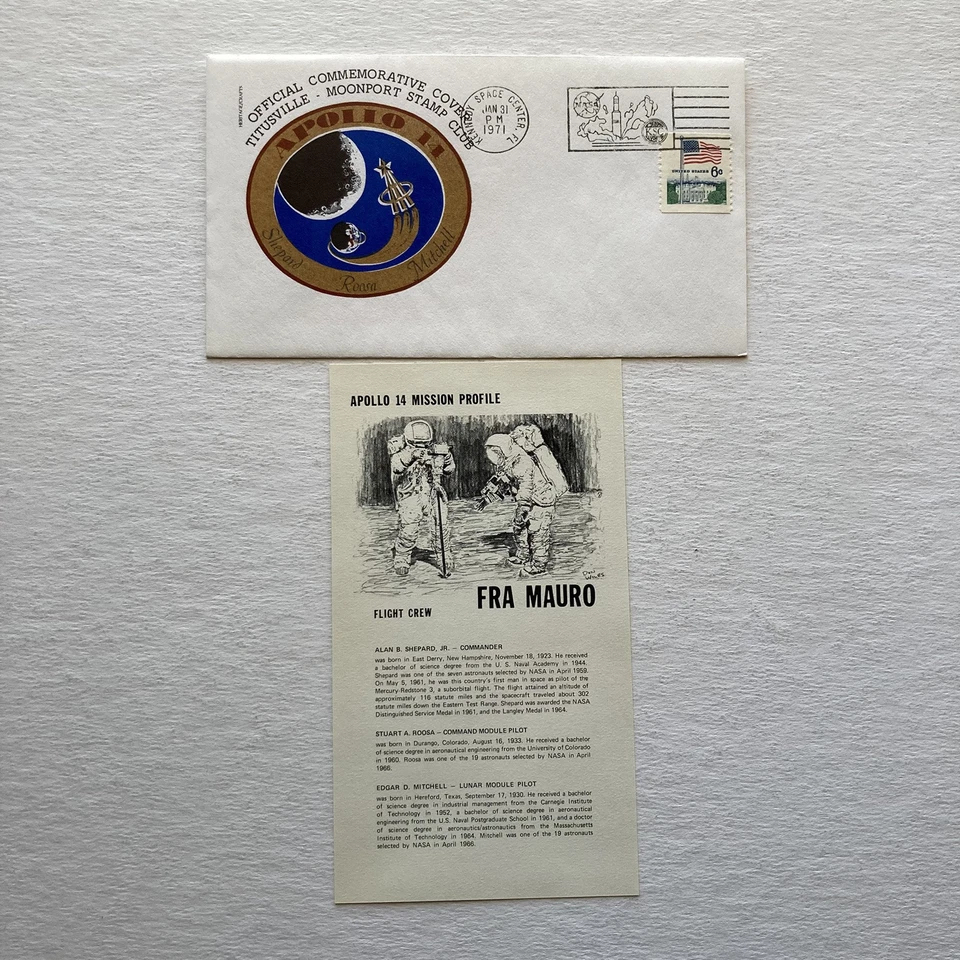 HERITAGE/CRAFTS
OFFICIAL COMMEMORATIVE COVER
TITUSVILLE - MOONPORT STAMP CLUB
APOLLO 14
Shepard Roosa Mitchell
KENNEDY SPACE CENTER, FL
JAN 31
PM
1971
NASA
KSC
UNITED STATES 6c
APOLLO 14 MISSION PROFILE
FRA MAURO
FLIGHT CREW
ALAN B. SHEPARD, JR. – COMMANDER
was born in East Derry, New Hampshire, November 18, 1923. He received
a bachelor of science degree from the U. S. Naval Academy in 1944.
Shepard was one of the seven astronauts selected by NASA in April 1959.
On May 5, 1961, he was this country's first man in space as pilot of the
Mercury-Redstone 3, a suborbital flight. The flight attained an altitude of
approximately 116 statute miles and the spacecraft traveled about 302
statute miles down the Eastern Test Range. Shepard was awarded the NASA
Distinguished Service Medal in 1961, and the Langley Medal in 1964.
STUART A. ROOSA – COMMAND MODULE PILOT
was born in Durango, Colorado, August 16, 1933. He received a bachelor
of science degree in aeronautical engineering from the University of Colorado
in 1960. Roosa was one of the 19 astronauts selected by NASA in April
1966.
EDGAR D. MITCHELL – LUNAR MODULE PILOT
was born in Hereford, Texas, September 17, 1930. He received a bachelor
of science degree in industrial management from the Carnegie Institute
of Technology in 1952, a bachelor of science degree in aeronautical
engineering from the U.S. Naval Postgraduate School in 1961, and a doctor
of science degree in aeronautics/astronautics from the Massachusetts
Institute of Technology in 1964. Mitchell was one of the 19 astronauts
selected by NASA in April 1966.